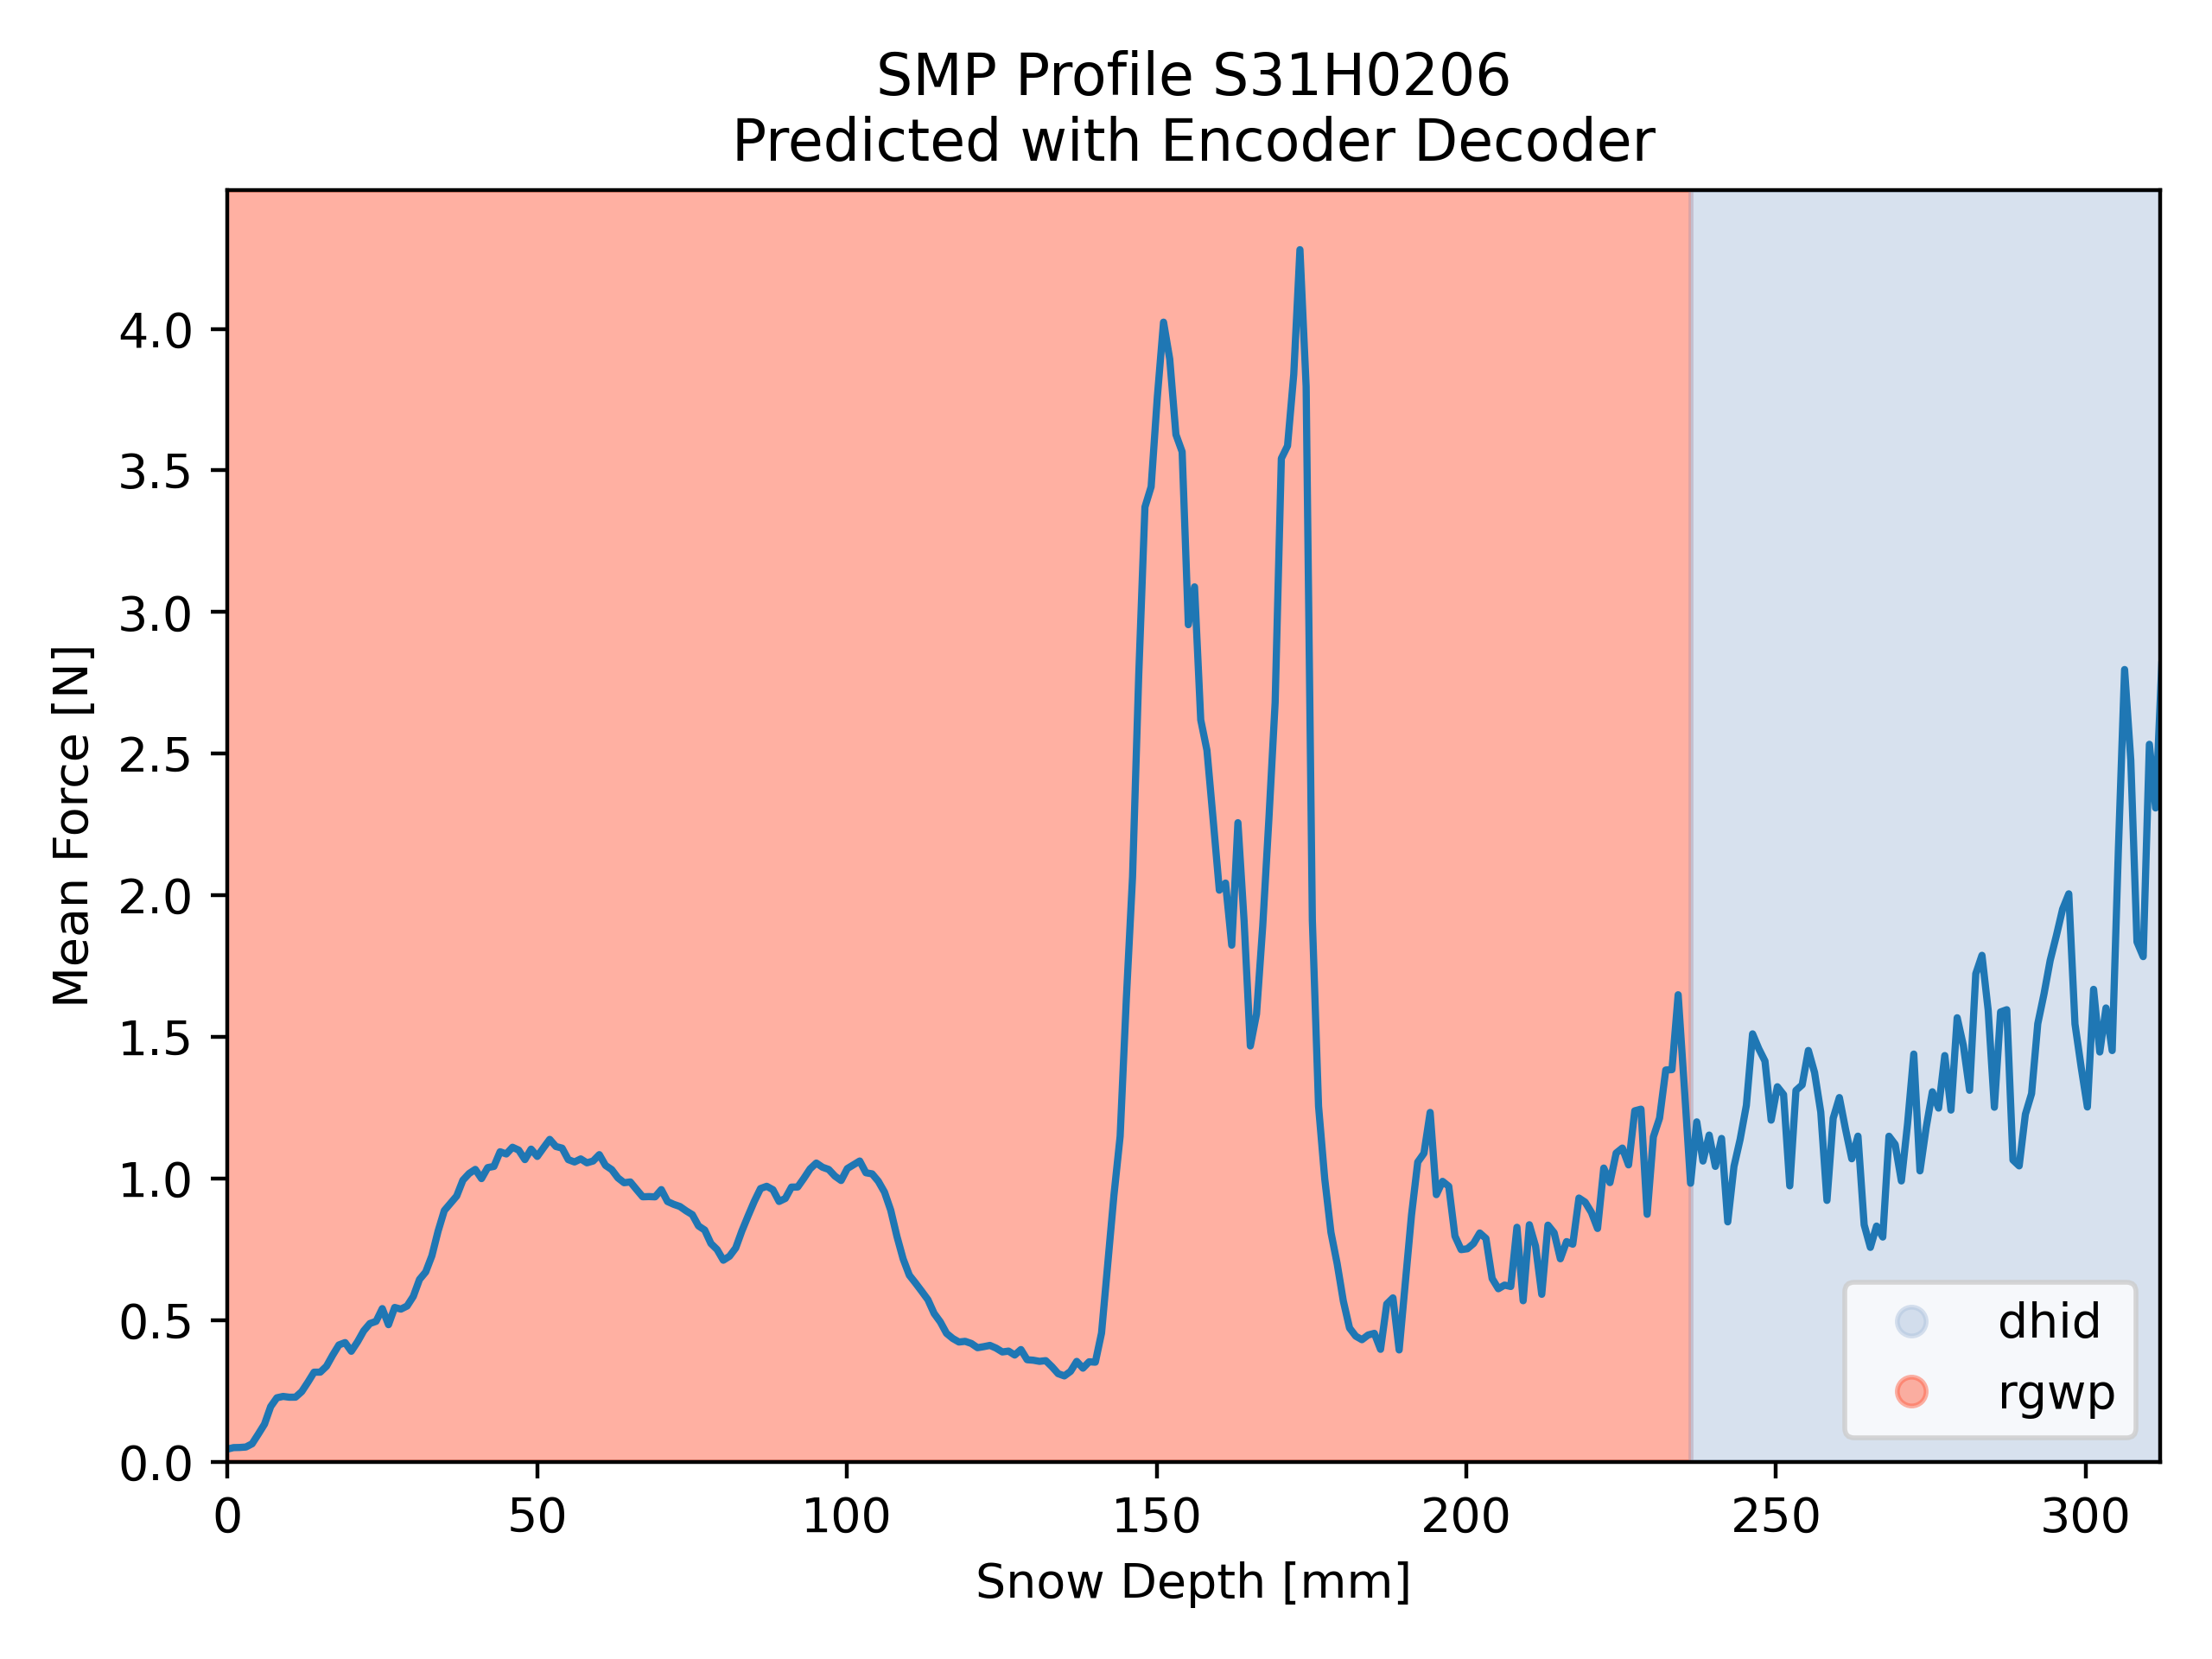 SMP Profile S31H0206
Predicted with Encoder Decoder
Mean Force [N]
4.0
3.5
3.0
2.5
2.0
1.5
1.0
0.5
0.0
dhid
rgwp
0 50 100 150 200 250 300
Snow Depth [mm]